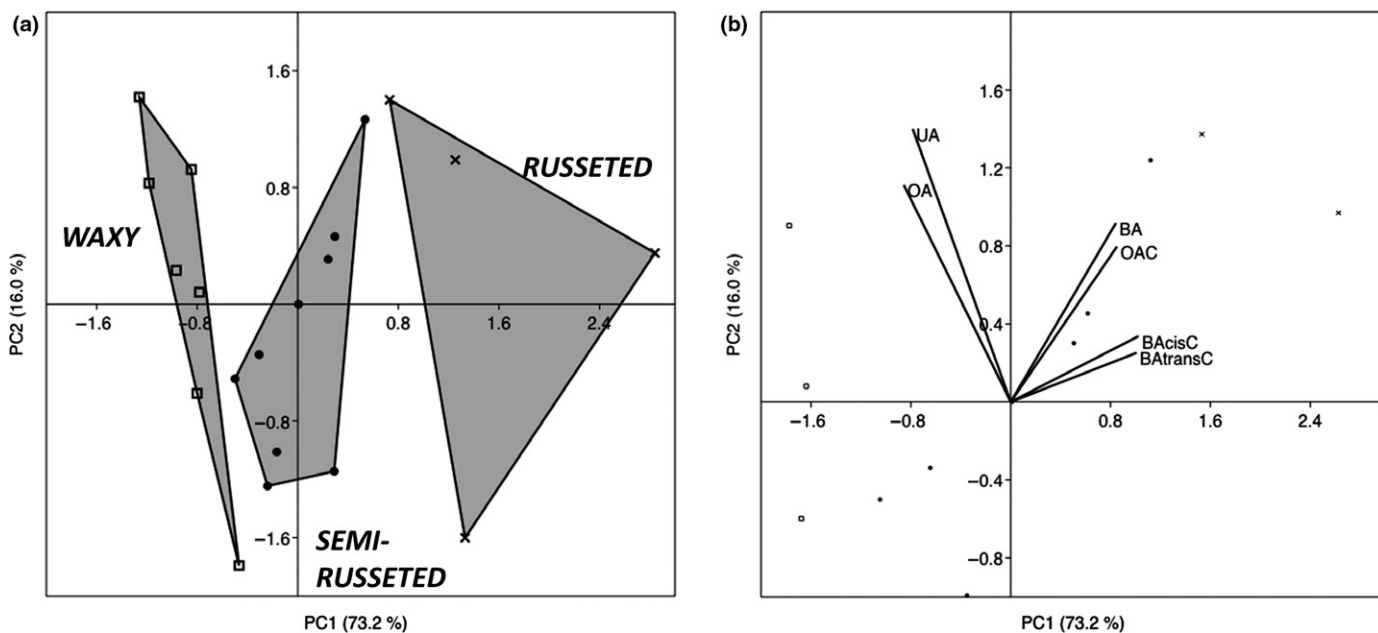 (a)
1.6
0.8
−0.8
−1.6
−1.6
−0.8
0.8
1.6
2.4
WAXY
RUSSETED
SEMI-
RUSSETED
PC2 (16.0 %)
PC1 (73.2 %)
(b)
1.6
1.2
0.8
0.4
−0.4
−0.8
−1.6
−0.8
0.8
1.6
2.4
UA
OA
BA
OAC
BAcisC
BAtransC
PC2 (16.0 %)
PC1 (73.2 %)